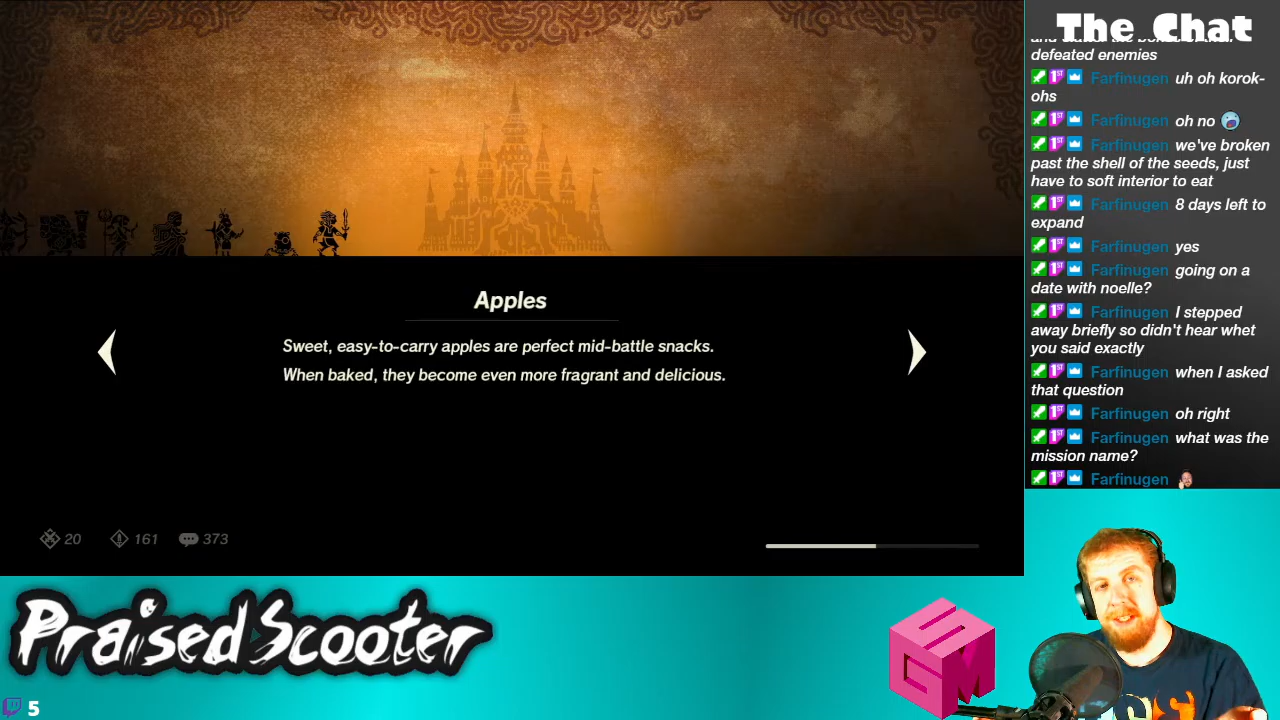 Apples
Sweet, easy-to-carry apples are perfect mid-battle snacks.
When baked, they become even more fragrant and delicious.
20 161 373
The Chat
defeated enemies
Farfinugen uh oh korok-
ohs
Farfinugen oh no
Farfinugen we've broken
past the shell of the seeds, just
have to soft interior to eat
Farfinugen 8 days left to
expand
Farfinugen yes
Farfinugen going on a
date with noelle?
Farfinugen I stepped
away briefly so didn't hear whet
you said exactly
Farfinugen when I asked
that question
Farfinugen oh right
Farfinugen what was the
mission name?
Farfinugen
PraisedScooter
SGM
5